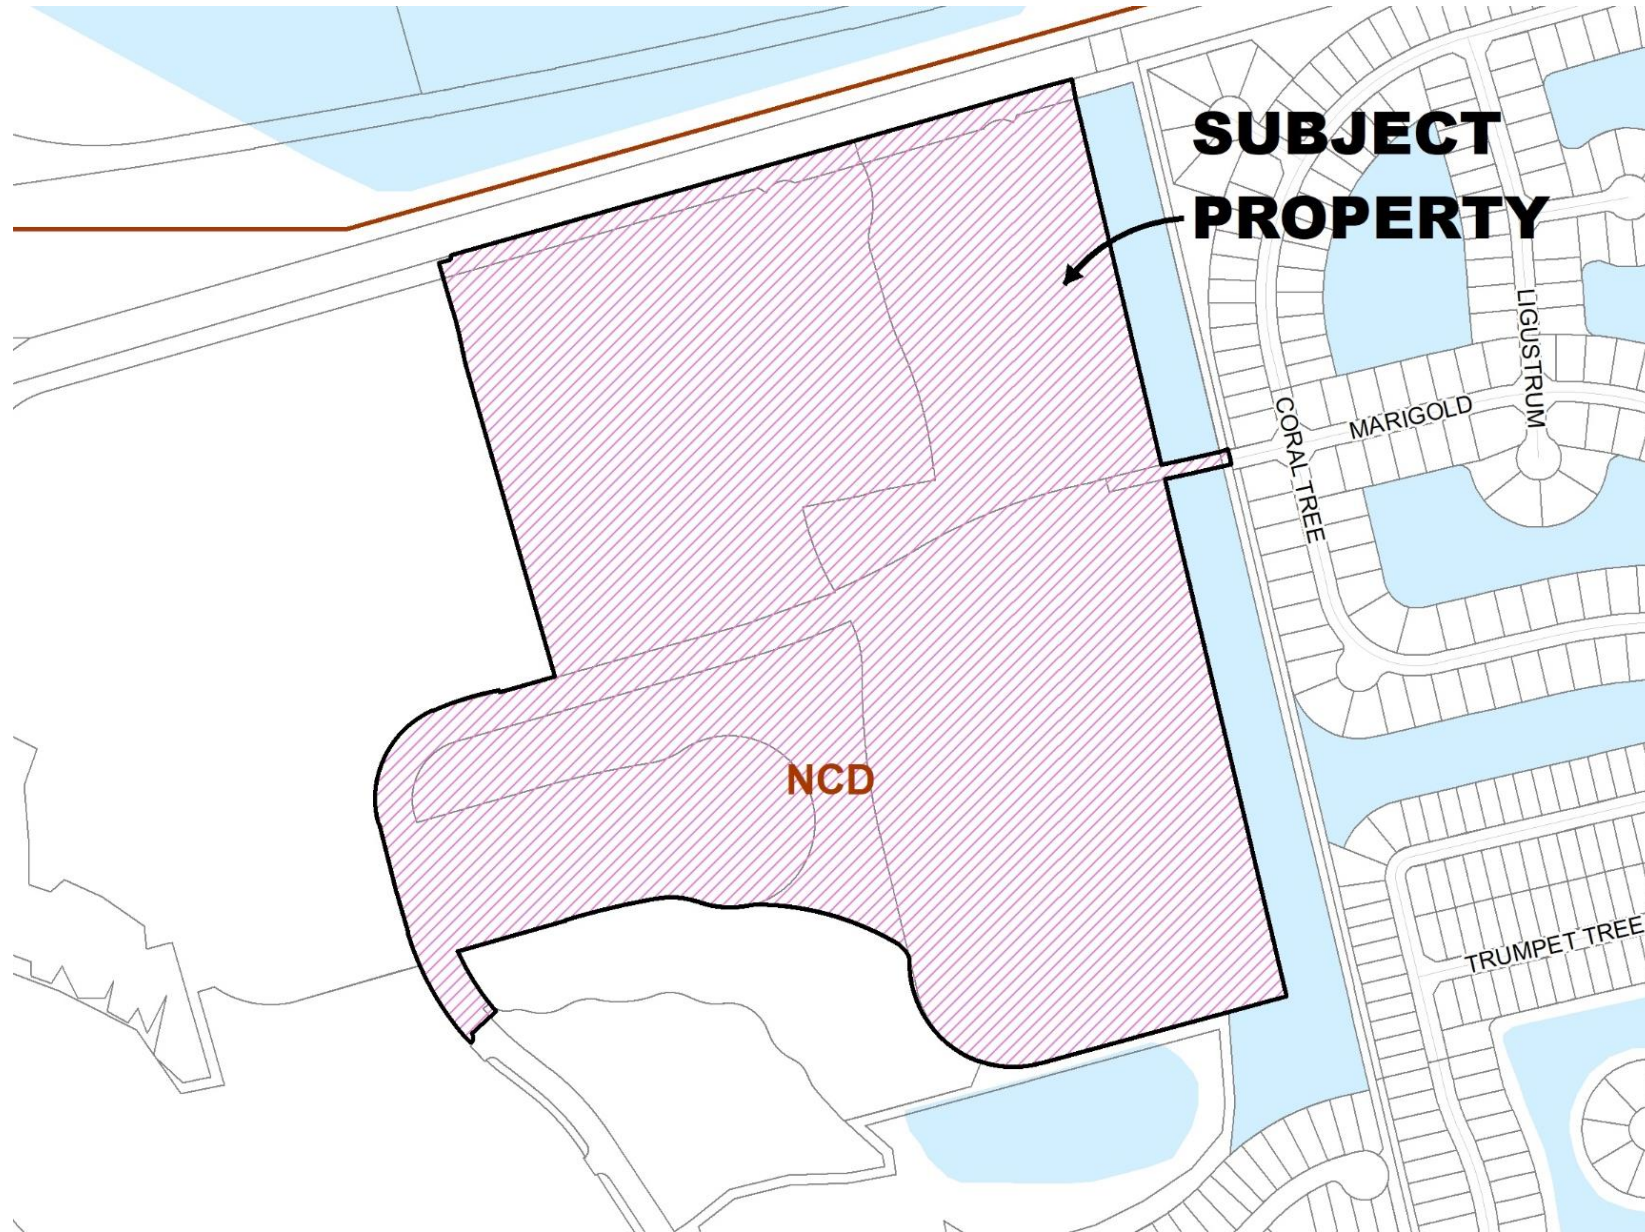 SUBJECT
PROPERTY
LIGUSTRUM
MARIGOLD
CORAL TREE
NCD
TRUMPET TREE